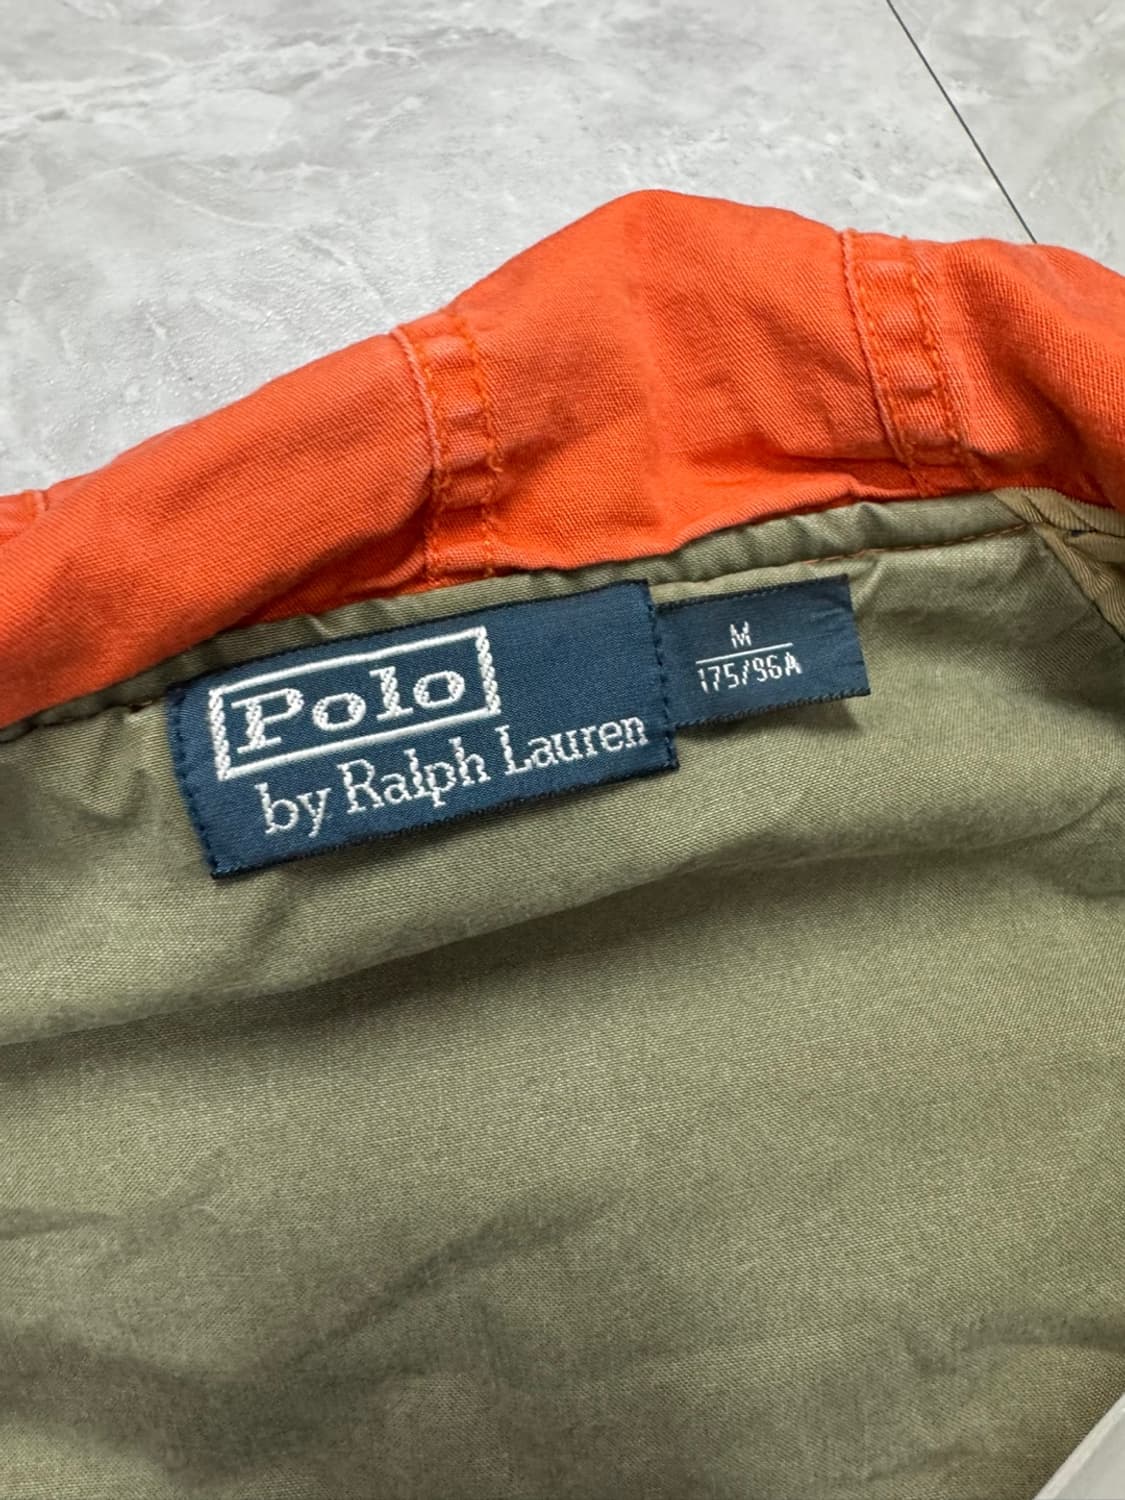 Polo
by Ralph Lauren
M
175/96A